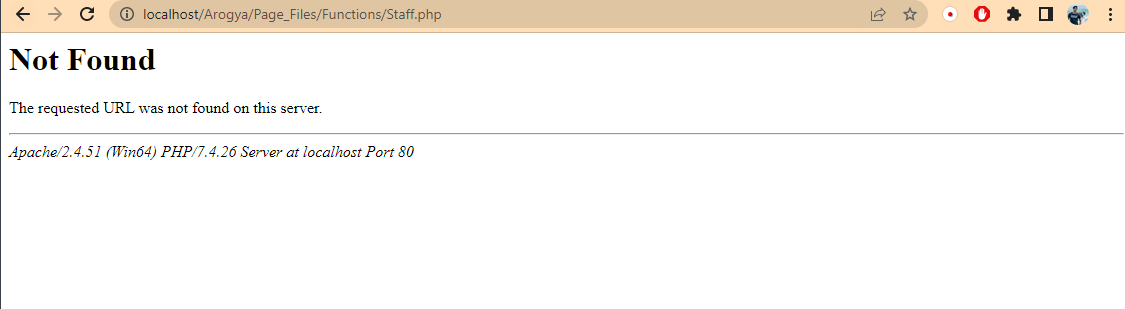 localhost/Arogya/Page_Files/Functions/Staff.php
Not Found
The requested URL was not found on this server.
Apache/2.4.51 (Win64) PHP/7.4.26 Server at localhost Port 80